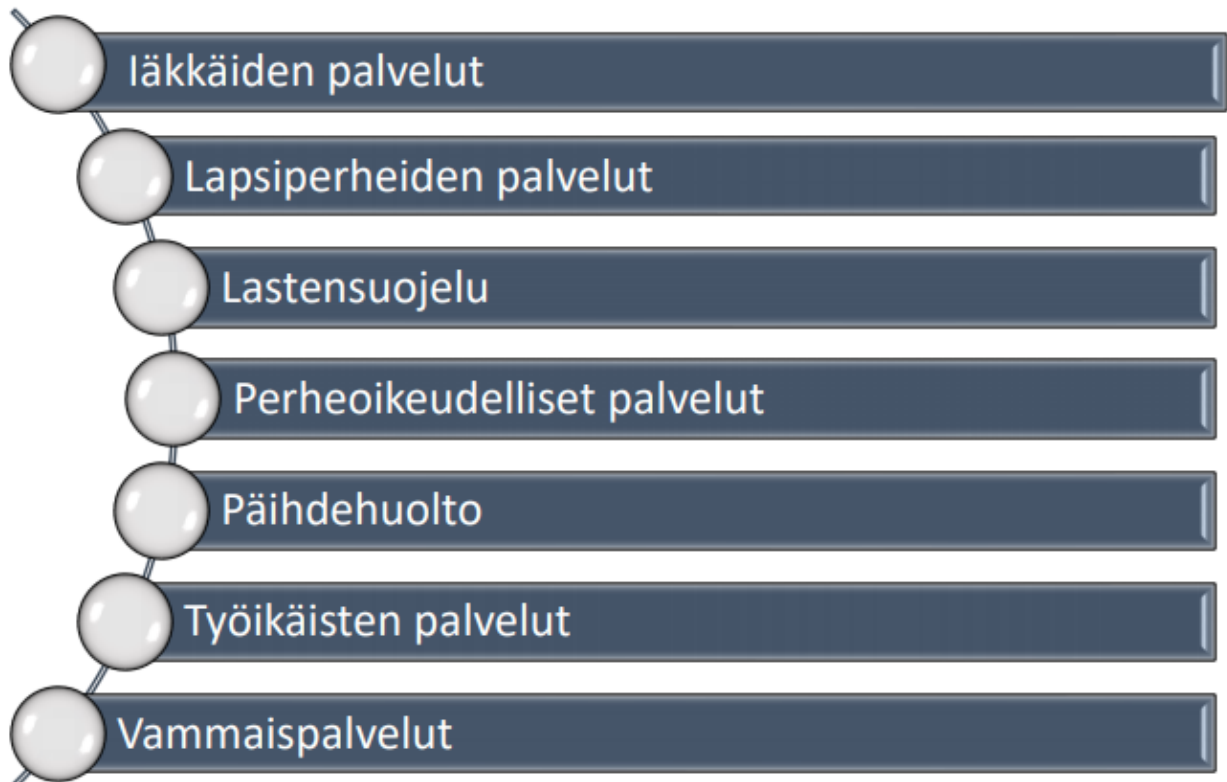 Iäkkäiden palvelut
Lapsiperheiden palvelut
Lastensuojelu
Perheoikeudelliset palvelut
Päihdehuolto
Työikäisten palvelut
Vammaispalvelut